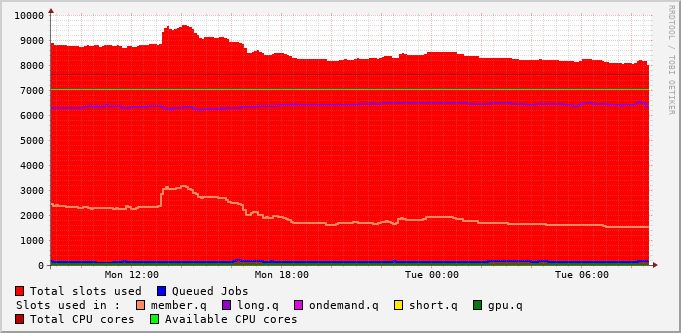 RRDTOOL / TOBI OETIKER
10000
9000
8000
7000
6000
5000
4000
3000
2000
1000
0
Mon 12:00 Mon 18:00 Tue 00:00 Tue 06:00
Total slots used Queued Jobs
Slots used in : member.q long.q ondemand.q short.q gpu.q
Total CPU cores Available CPU cores